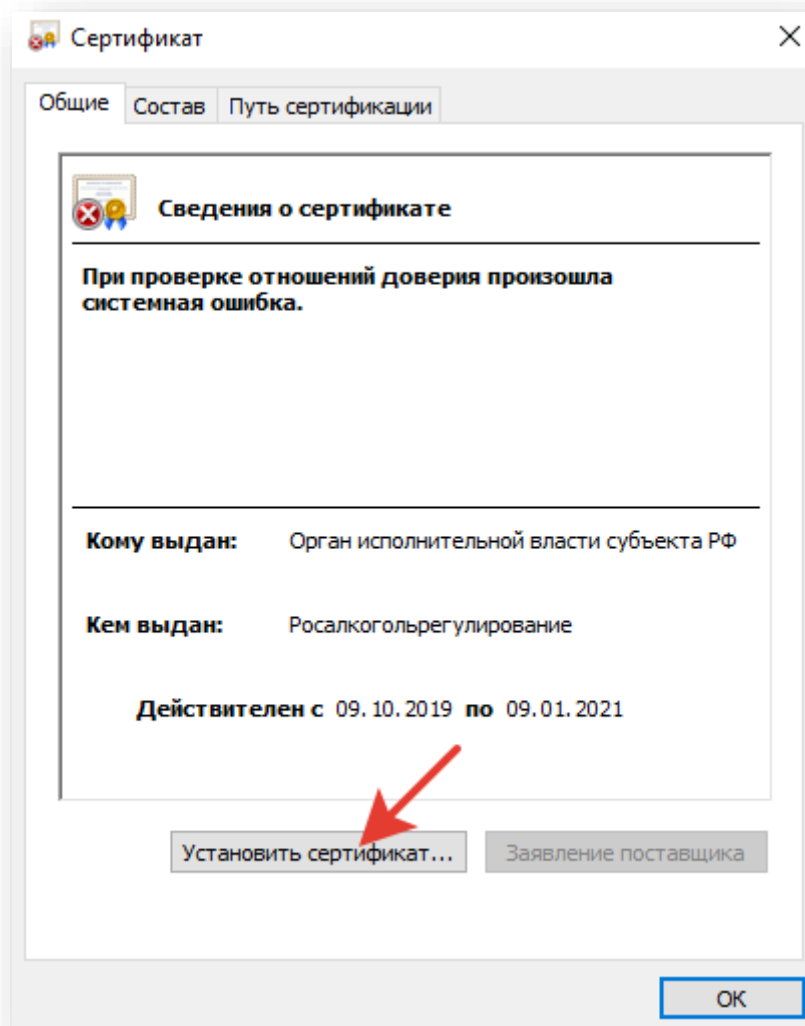 Сертификат
Общие Состав Путь сертификации
Сведения о сертификате
При проверке отношений доверия произошла
системная ошибка.
Кому выдан: Орган исполнительной власти субъекта РФ
Кем выдан: Росалкогольрегулирование
Действителен с 09.10.2019 по 09.01.2021
Установить сертификат... Заявление поставщика
ОК